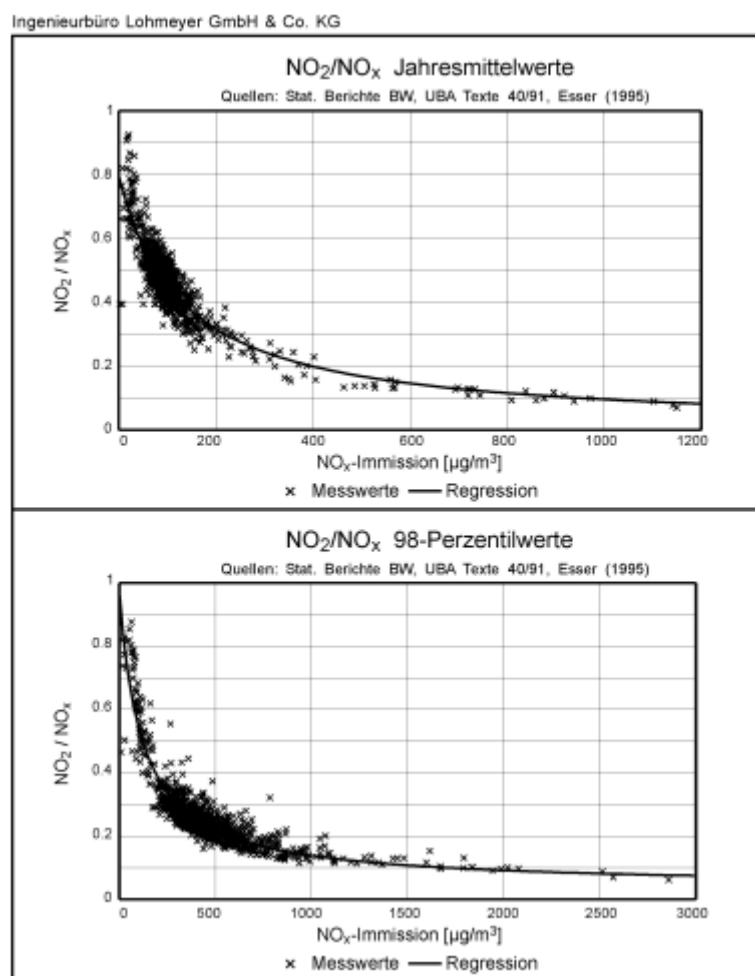 Ingenieurbüro Lohmeyer GmbH & Co. KG
NO₂/NOₓ Jahresmittelwerte
Quellen: Stat. Berichte BW, UBA Texte 40/91, Esser (1995)
1
0.8
0.6
0.4
0.2
0
NO₂ / NOₓ
0 200 400 600 800 1000 1200
NOₓ-Immission [µg/m³]
× Messwerte — Regression
NO₂/NOₓ 98-Perzentilwerte
Quellen: Stat. Berichte BW, UBA Texte 40/91, Esser (1995)
1
0.8
0.6
0.4
0.2
0
NO₂ / NOₓ
0 500 1000 1500 2000 2500 3000
NOₓ-Immission [µg/m³]
× Messwerte — Regression